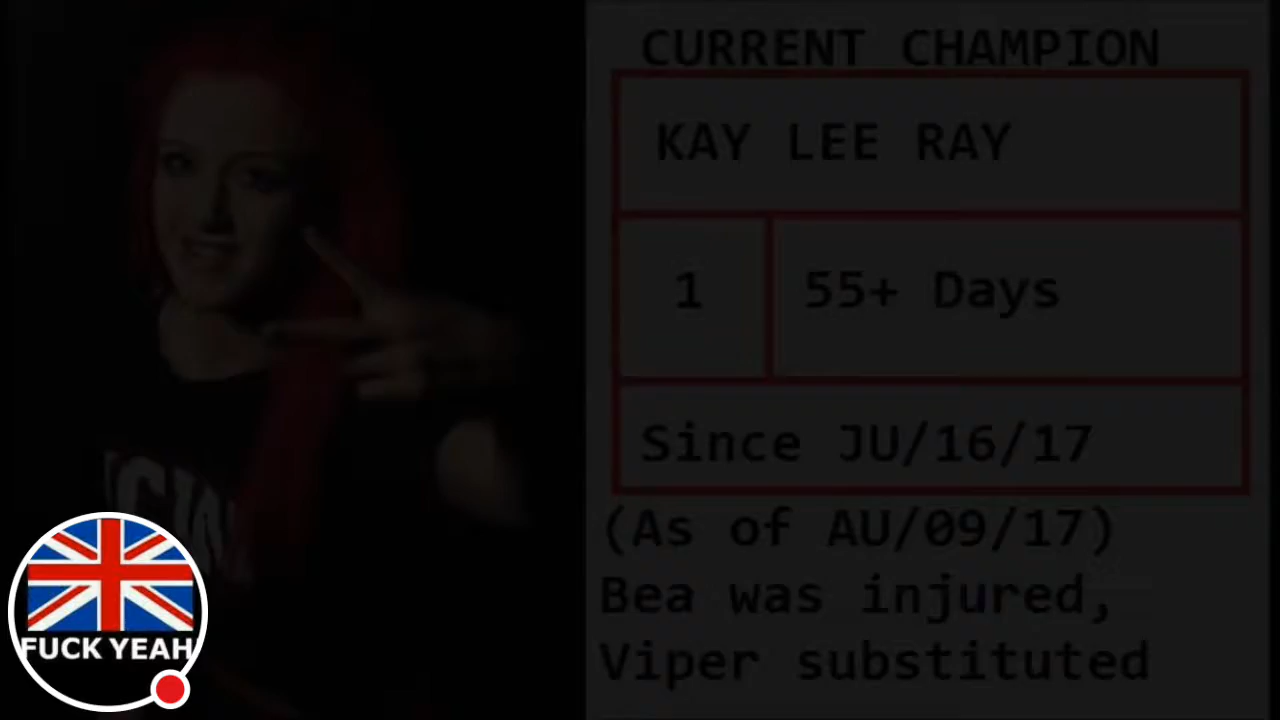 CURRENT CHAMPION
KAY LEE RAY
1
55+ Days
Since JU/16/17
(As of AU/09/17)
Bea was injured,
Viper substituted
FUCK YEAH